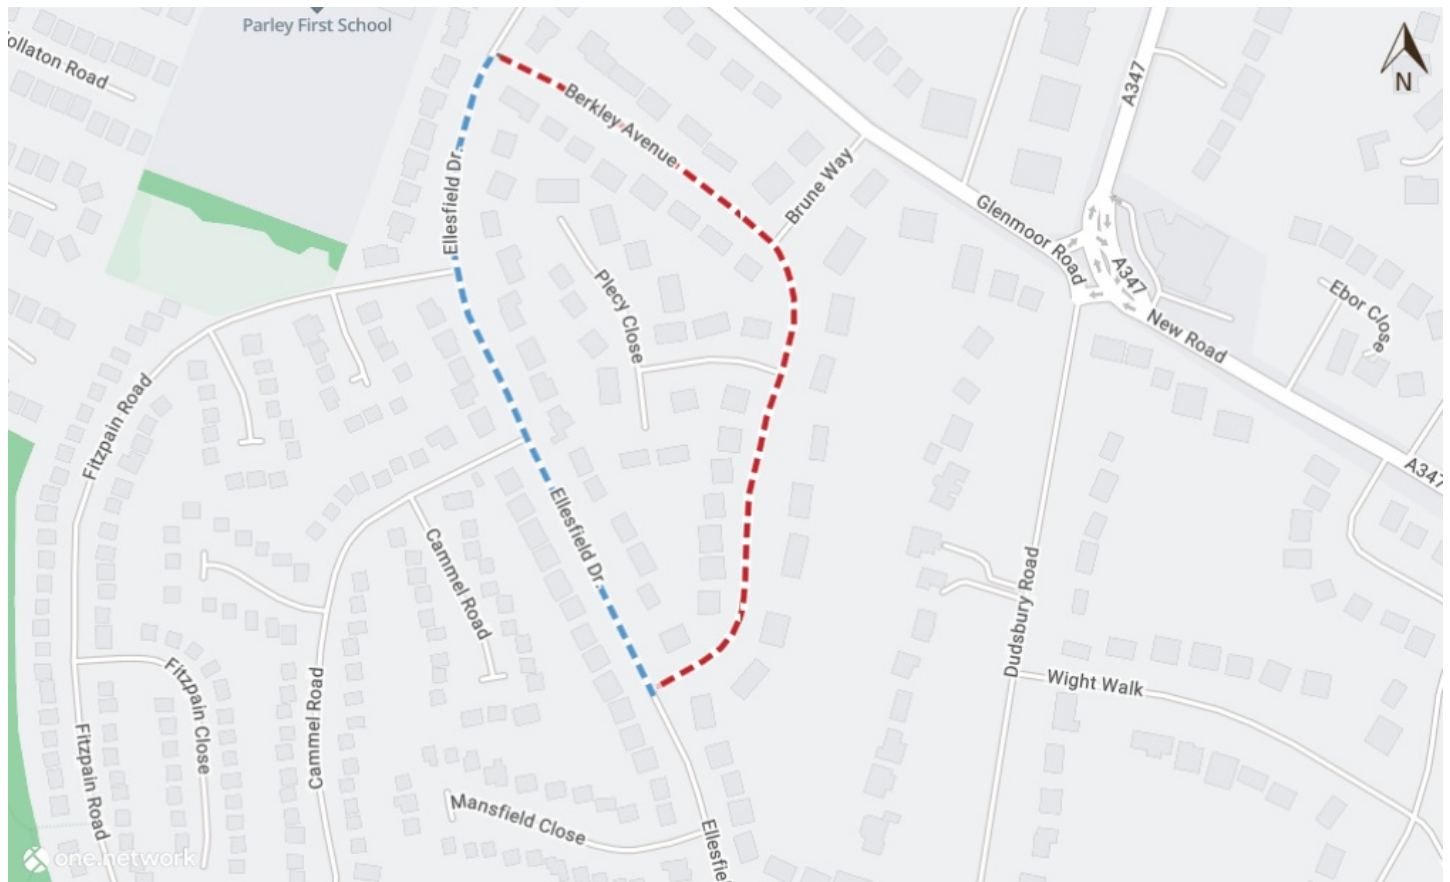 Parley First School
ollaton Road
N
A347
Berkley Avenue
Ellesfield Dr.
Brune Way
Glenmoor Road
A347
Plecy Close
Ebor Close
New Road
Fitzpain Road
A347
Ellesfield Dr.
Cammel Road
Dudsbury Road
Wight Walk
Fitzpain Close
Cammel Road
Fitzpain Road
Mansfield Close
Ellesfie
one.network